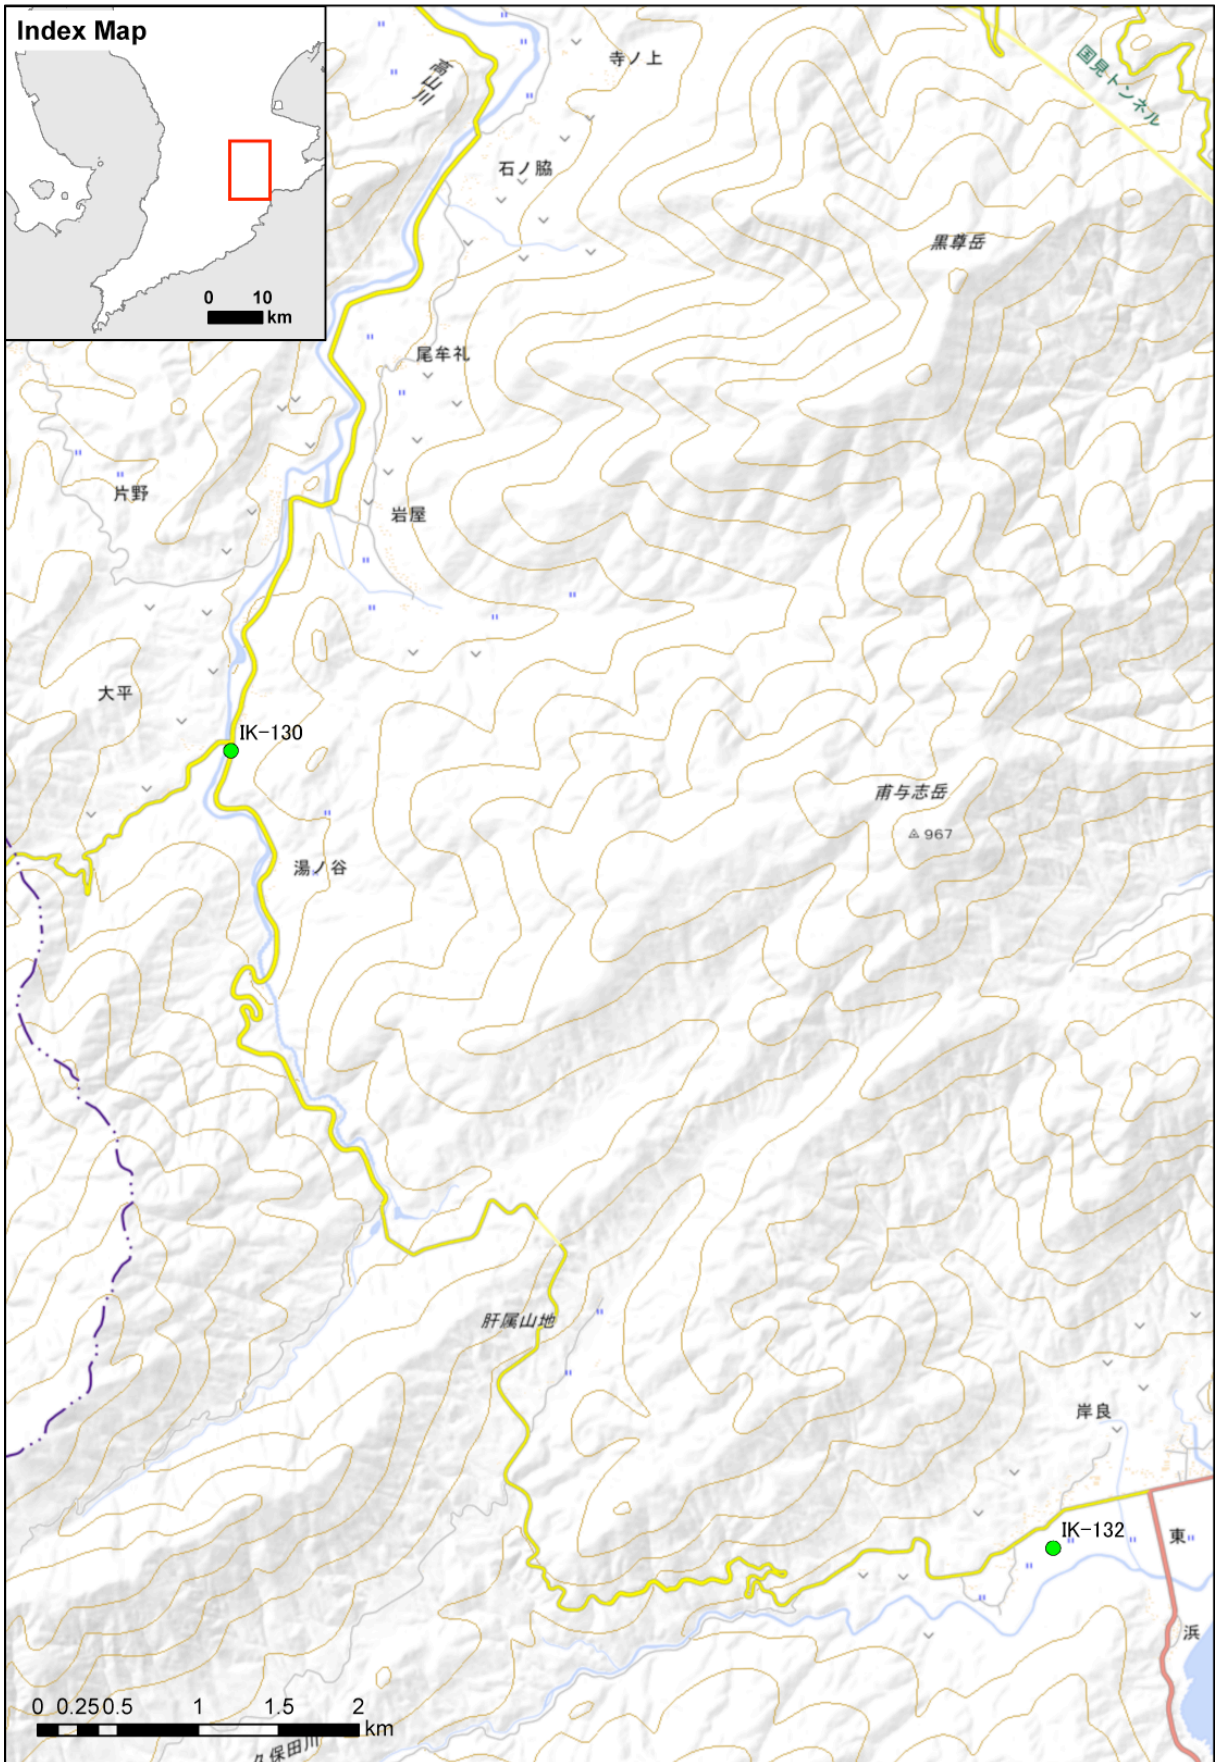 Index Map
0 10
km
高山川
寺ノ上
国見トンネル
石ノ脇
黒尊岳
尾牟礼
片野
岩屋
大平
IK-130
甫与志岳
967
湯ノ谷
肝属山地
岸良
IK-132
東
浜
0 0.25 0.5 1 1.5 2
km
久保田川